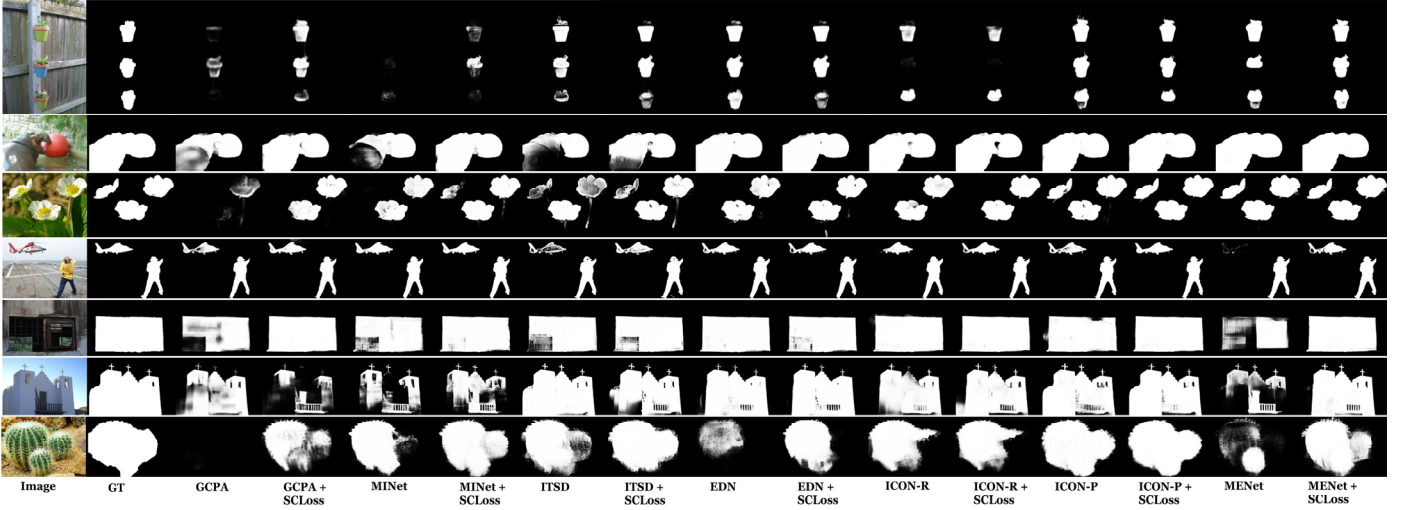 Image GT GCPA GCPA + SCLoss MINet MINet + SCLoss ITSD ITSD + SCLoss EDN EDN + SCLoss ICON-R ICON-R + SCLoss ICON-P ICON-P + SCLoss MENet MENet + SCLoss